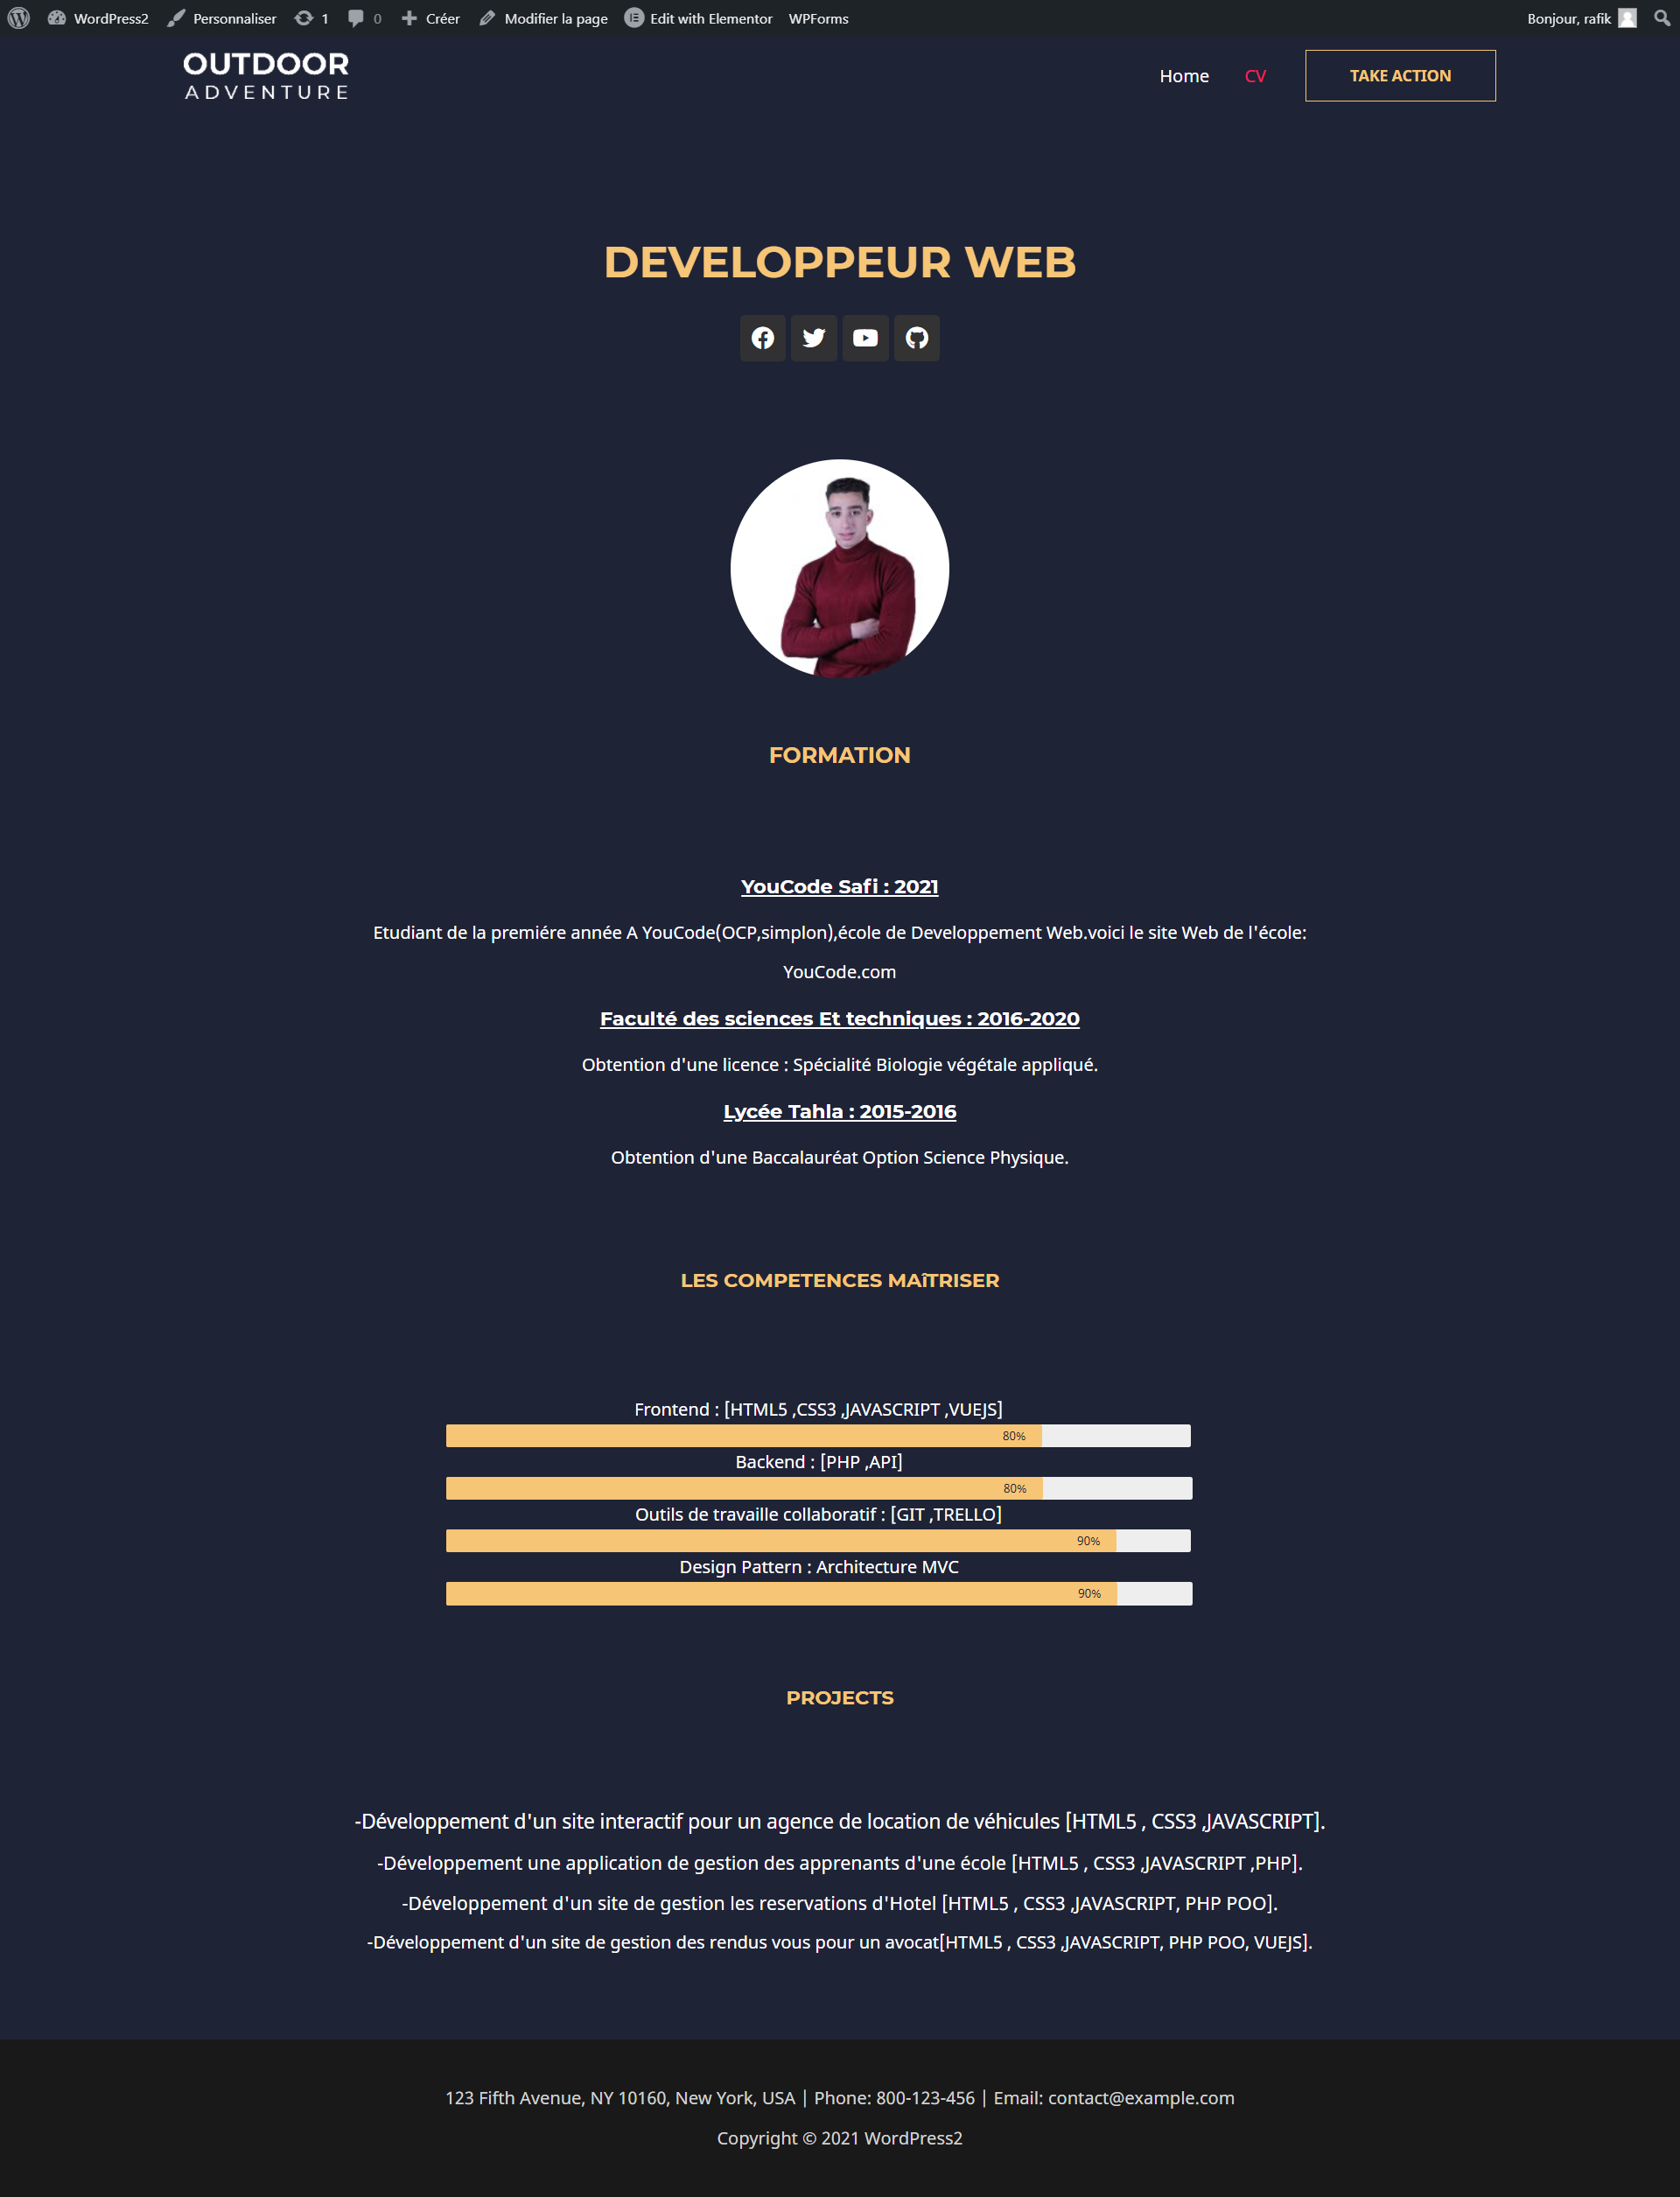 WordPress2 Personnaliser 1 0 Créer Modifier la page Edit with Elementor WPForms Bonjour, rafik
OUTDOOR
ADVENTURE
Home CV TAKE ACTION
DEVELOPPEUR WEB
FORMATION
YouCode Safi : 2021
Etudiant de la premiére année A YouCode(OCP,simplon),école de Developpement Web.voici le site Web de l'école:
YouCode.com
Faculté des sciences Et techniques : 2016-2020
Obtention d'une licence : Spécialité Biologie végétale appliqué.
Lycée Tahla : 2015-2016
Obtention d'une Baccalauréat Option Science Physique.
LES COMPETENCES MAîTRISER
Frontend : [HTML5 ,CSS3 ,JAVASCRIPT ,VUEJS]
80%
Backend : [PHP ,API]
80%
Outils de travaille collaboratif : [GIT ,TRELLO]
90%
Design Pattern : Architecture MVC
90%
PROJECTS
-Développement d'un site interactif pour un agence de location de véhicules [HTML5 , CSS3 ,JAVASCRIPT].
-Développement une application de gestion des apprenants d'une école [HTML5 , CSS3 ,JAVASCRIPT ,PHP].
-Développement d'un site de gestion les reservations d'Hotel [HTML5 , CSS3 ,JAVASCRIPT, PHP POO].
-Développement d'un site de gestion des rendus vous pour un avocat[HTML5 , CSS3 ,JAVASCRIPT, PHP POO, VUEJS].
123 Fifth Avenue, NY 10160, New York, USA | Phone: 800-123-456 | Email: contact@example.com
Copyright © 2021 WordPress2